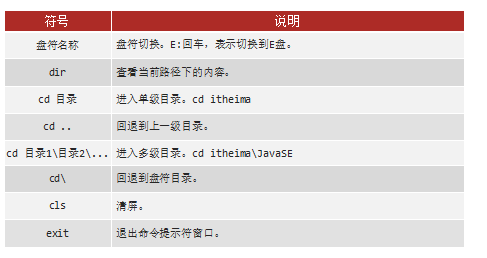 符号 说明
盘符名称 盘符切换。E:回车，表示切换到E盘。
dir 查看当前路径下的内容。
cd 目录 进入单级目录。cd itheima
cd .. 回退到上一级目录。
cd 目录1\目录2\... 进入多级目录。cd itheima\JavaSE
cd\ 回退到盘符目录。
cls 清屏。
exit 退出命令提示符窗口。